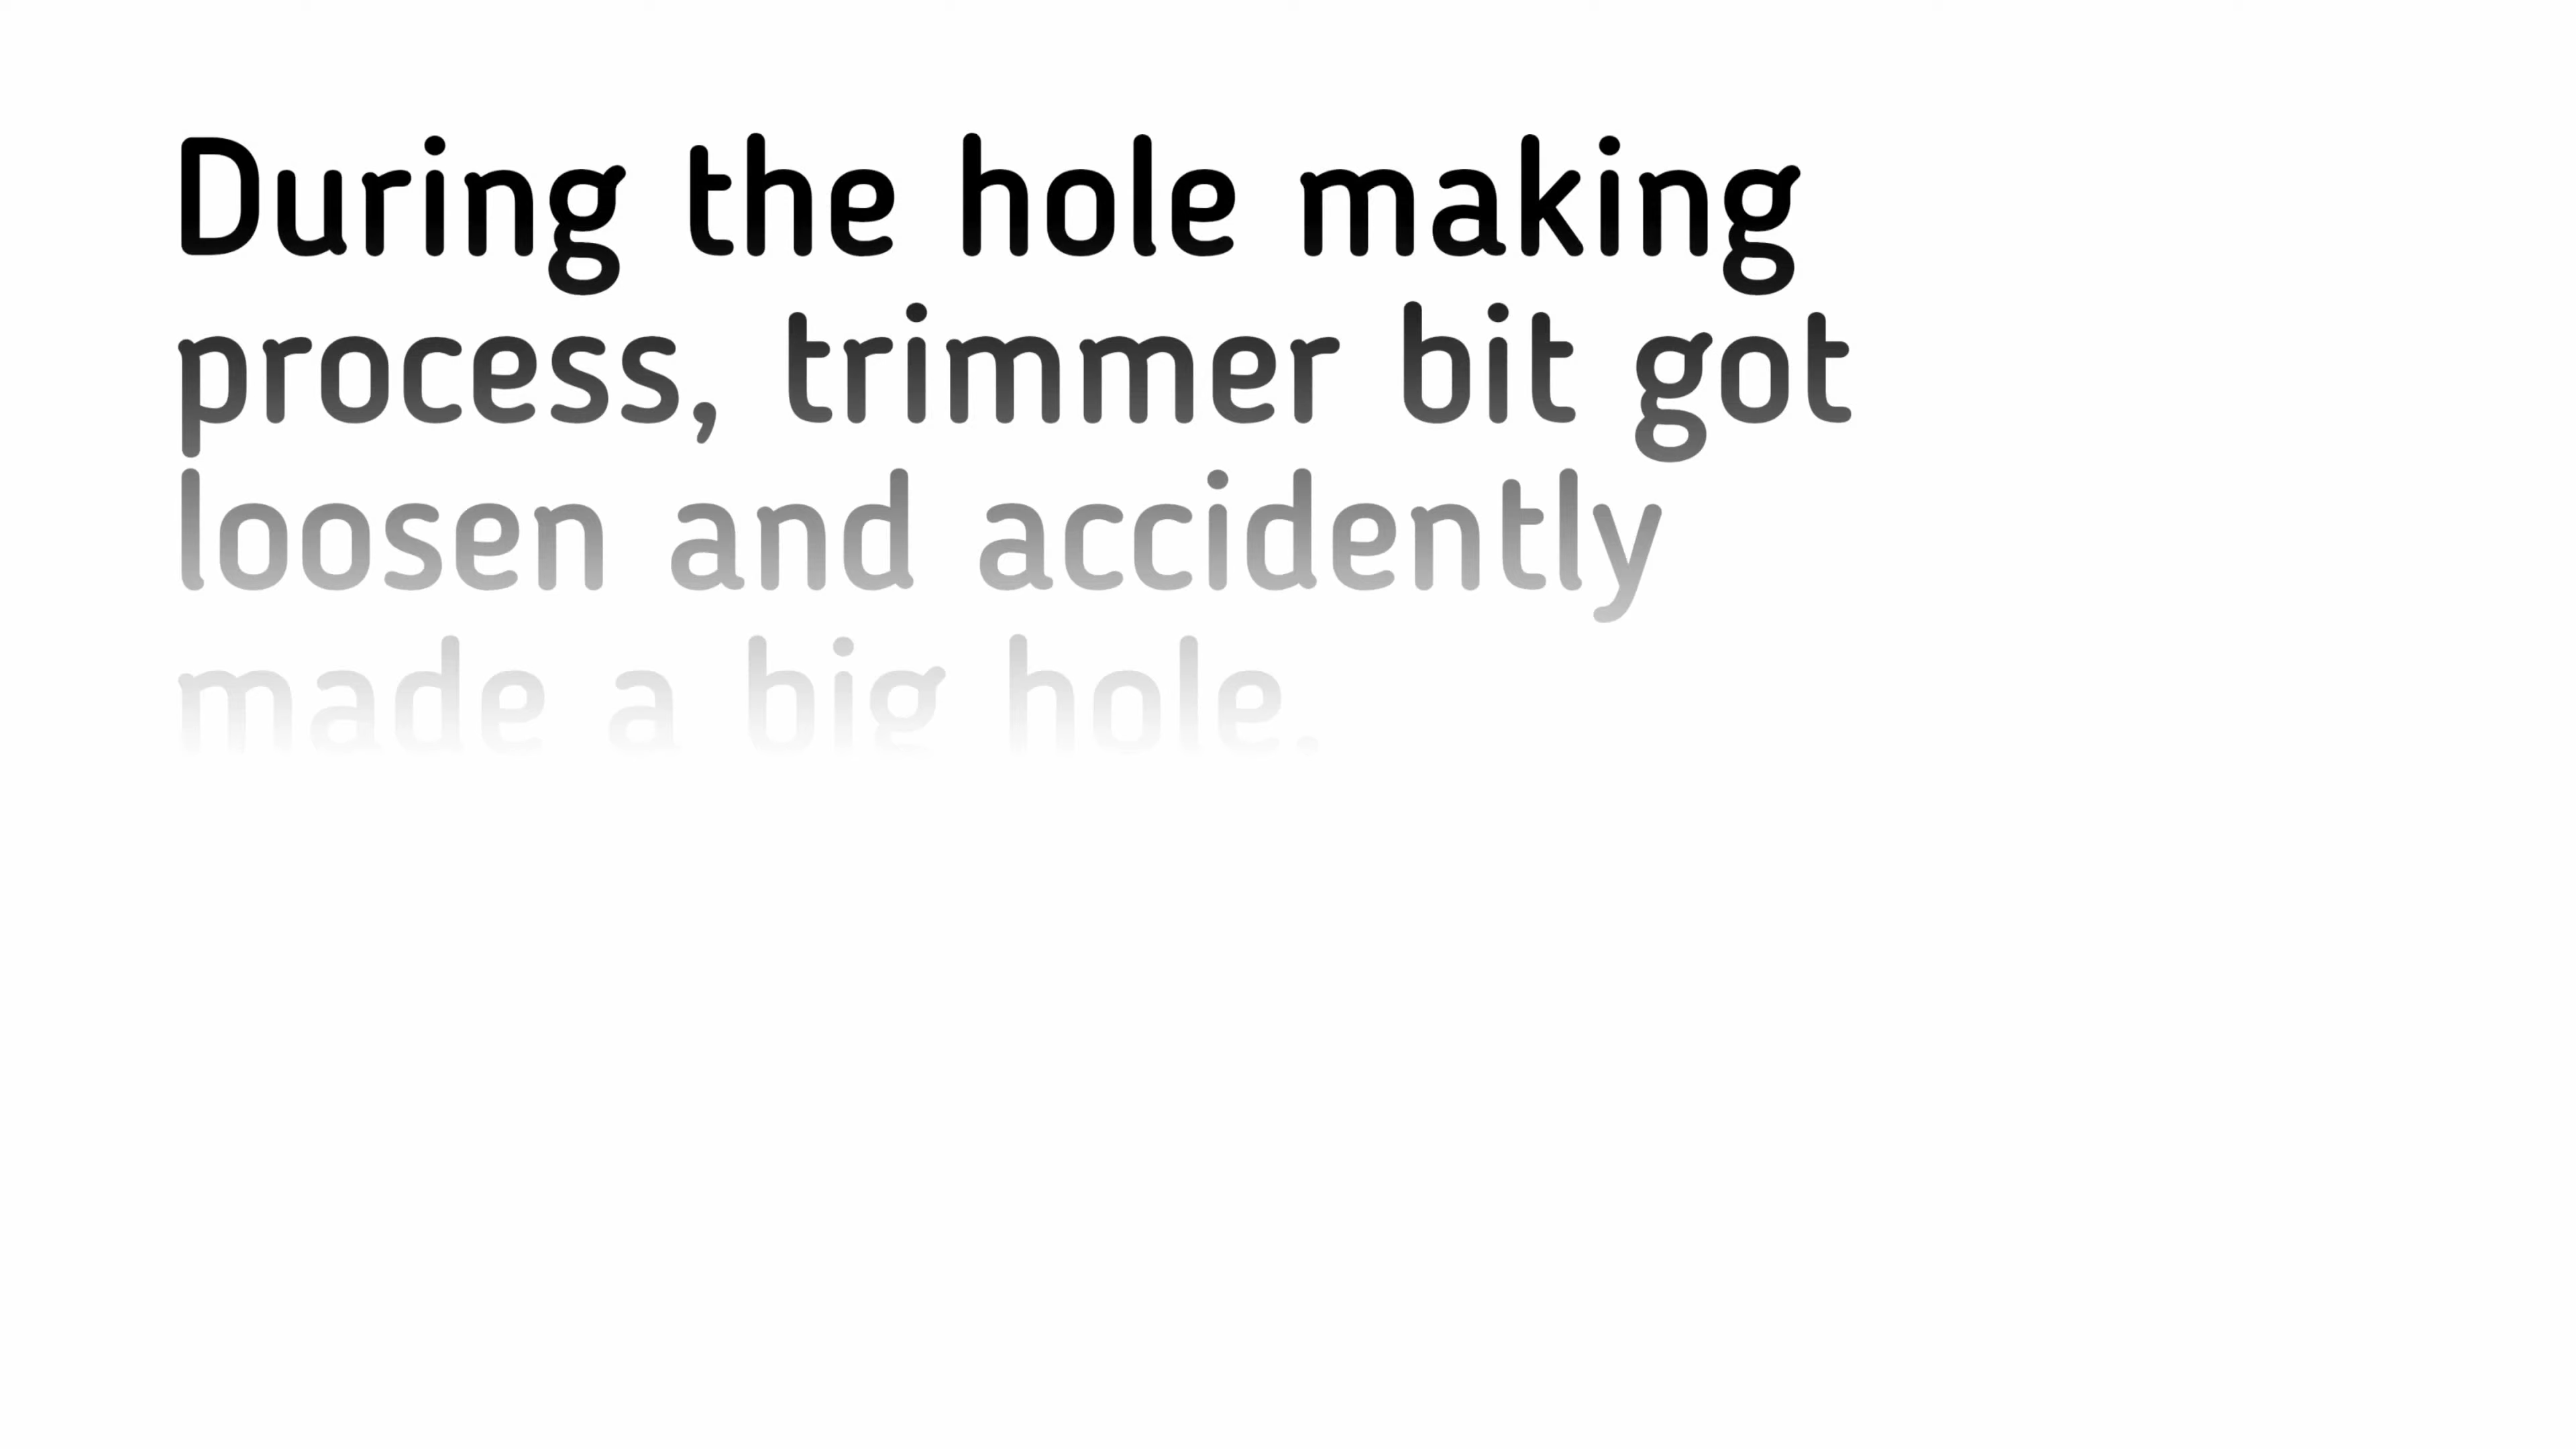 During the hole making
process, trimmer bit got
loosen and accidently
made a big hole.